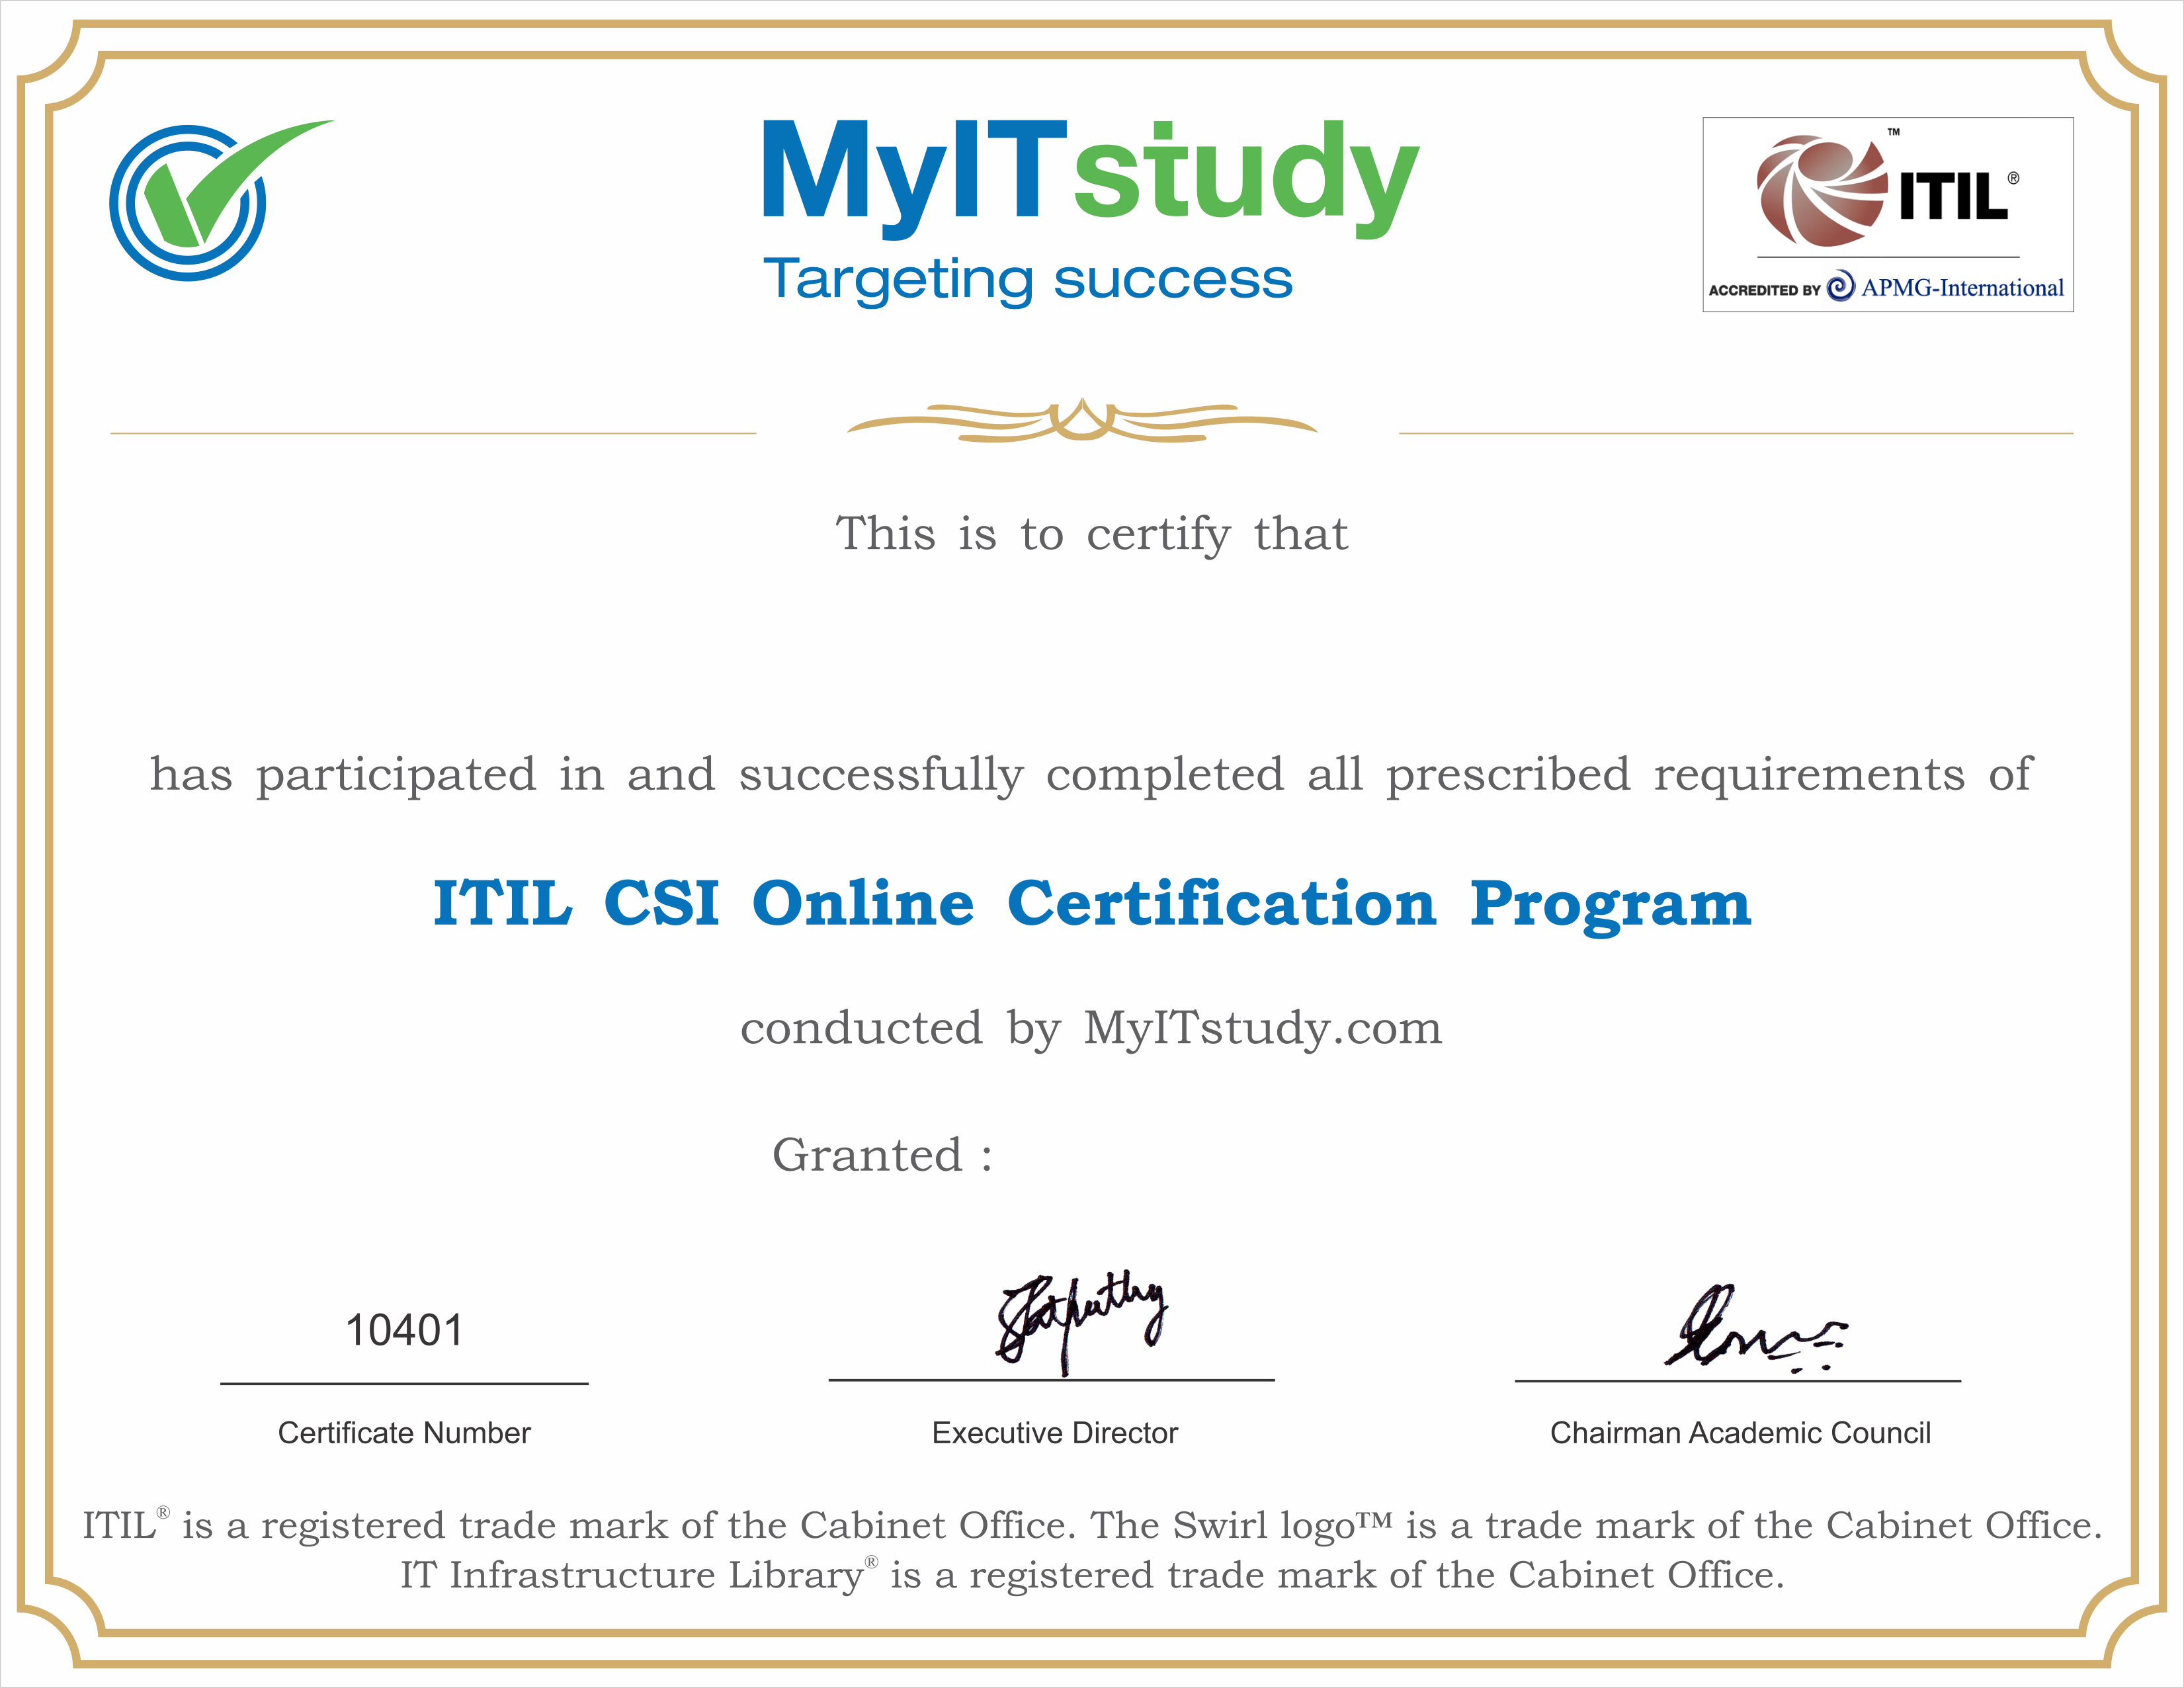 MyITstudy
Targeting success
™
ITIL®
ACCREDITED BY APMG-International
This is to certify that
has participated in and successfully completed all prescribed requirements of
ITIL CSI Online Certification Program
conducted by MyITstudy.com
Granted :
10401
Certificate Number
Executive Director
Chairman Academic Council
ITIL® is a registered trade mark of the Cabinet Office. The Swirl logo™ is a trade mark of the Cabinet Office.
IT Infrastructure Library® is a registered trade mark of the Cabinet Office.